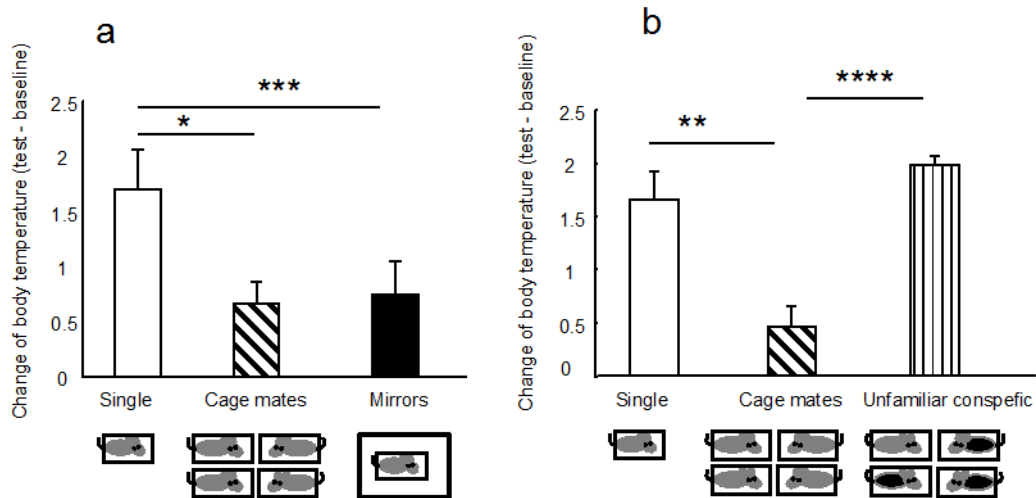 a
Change of body temperature (test - baseline)
2.5
2
1.5
1
0.5
0
***
*
Single Cage mates Mirrors
b
Change of body temperature (test - baseline)
2.5
2
1.5
1
0.5
0
****
**
Single Cage mates Unfamiliar conspefic